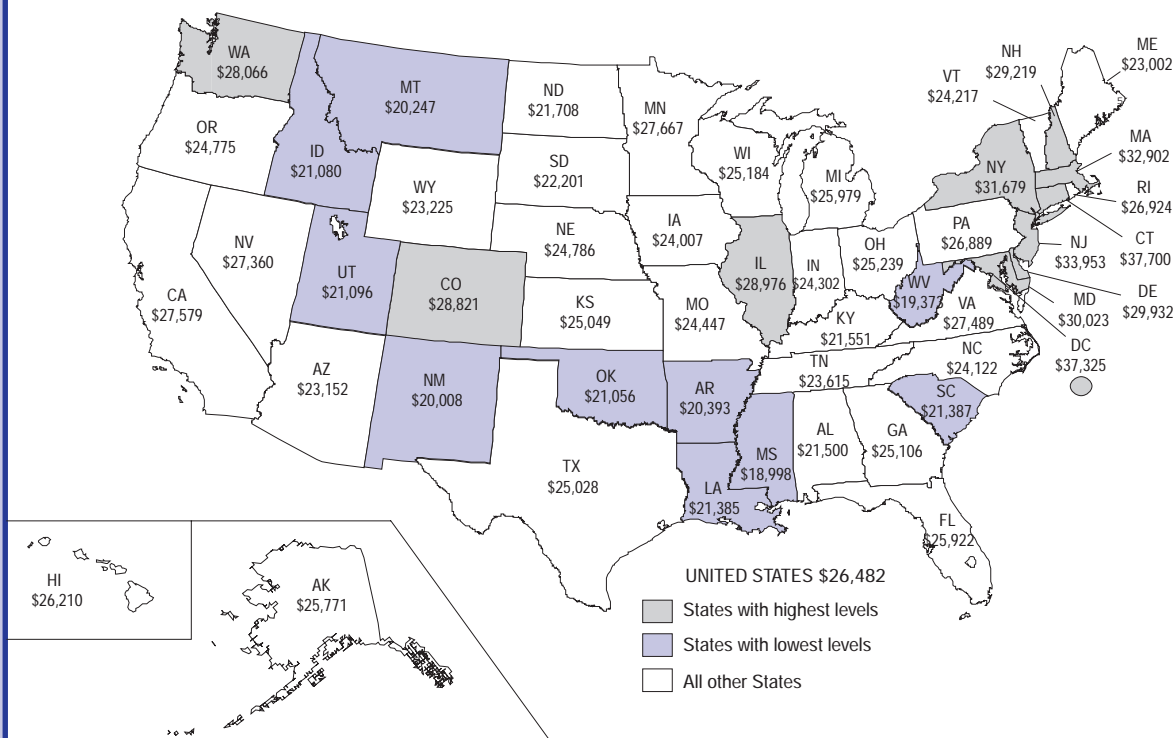 WA
$28,066
MT
$20,247
ND
$21,708
MN
$27,667
VT
$24,217
NH
$29,219
ME
$23,002
OR
$24,775
ID
$21,080
WY
$23,225
SD
$22,201
WI
$25,184
MI
$25,979
NY
$31,679
MA
$32,902
RI
$26,924
CT
$37,700
NV
$27,360
UT
$21,096
CO
$28,821
NE
$24,786
IA
$24,007
IL
$28,976
IN
$24,302
OH
$25,239
PA
$26,889
NJ
$33,953
DE
$29,932
CA
$27,579
KS
$25,049
MO
$24,447
KY
$21,551
WV
$19,373
VA
$27,489
MD
$30,023
DC
$37,325
AZ
$23,152
NM
$20,008
OK
$21,056
AR
$20,393
TN
$23,615
NC
$24,122
SC
$21,387
TX
$25,028
LA
$21,385
MS
$18,998
AL
$21,500
GA
$25,106
FL
$25,922
HI
$26,210
AK
$25,771
UNITED STATES $26,482
States with highest levels
States with lowest levels
All other States